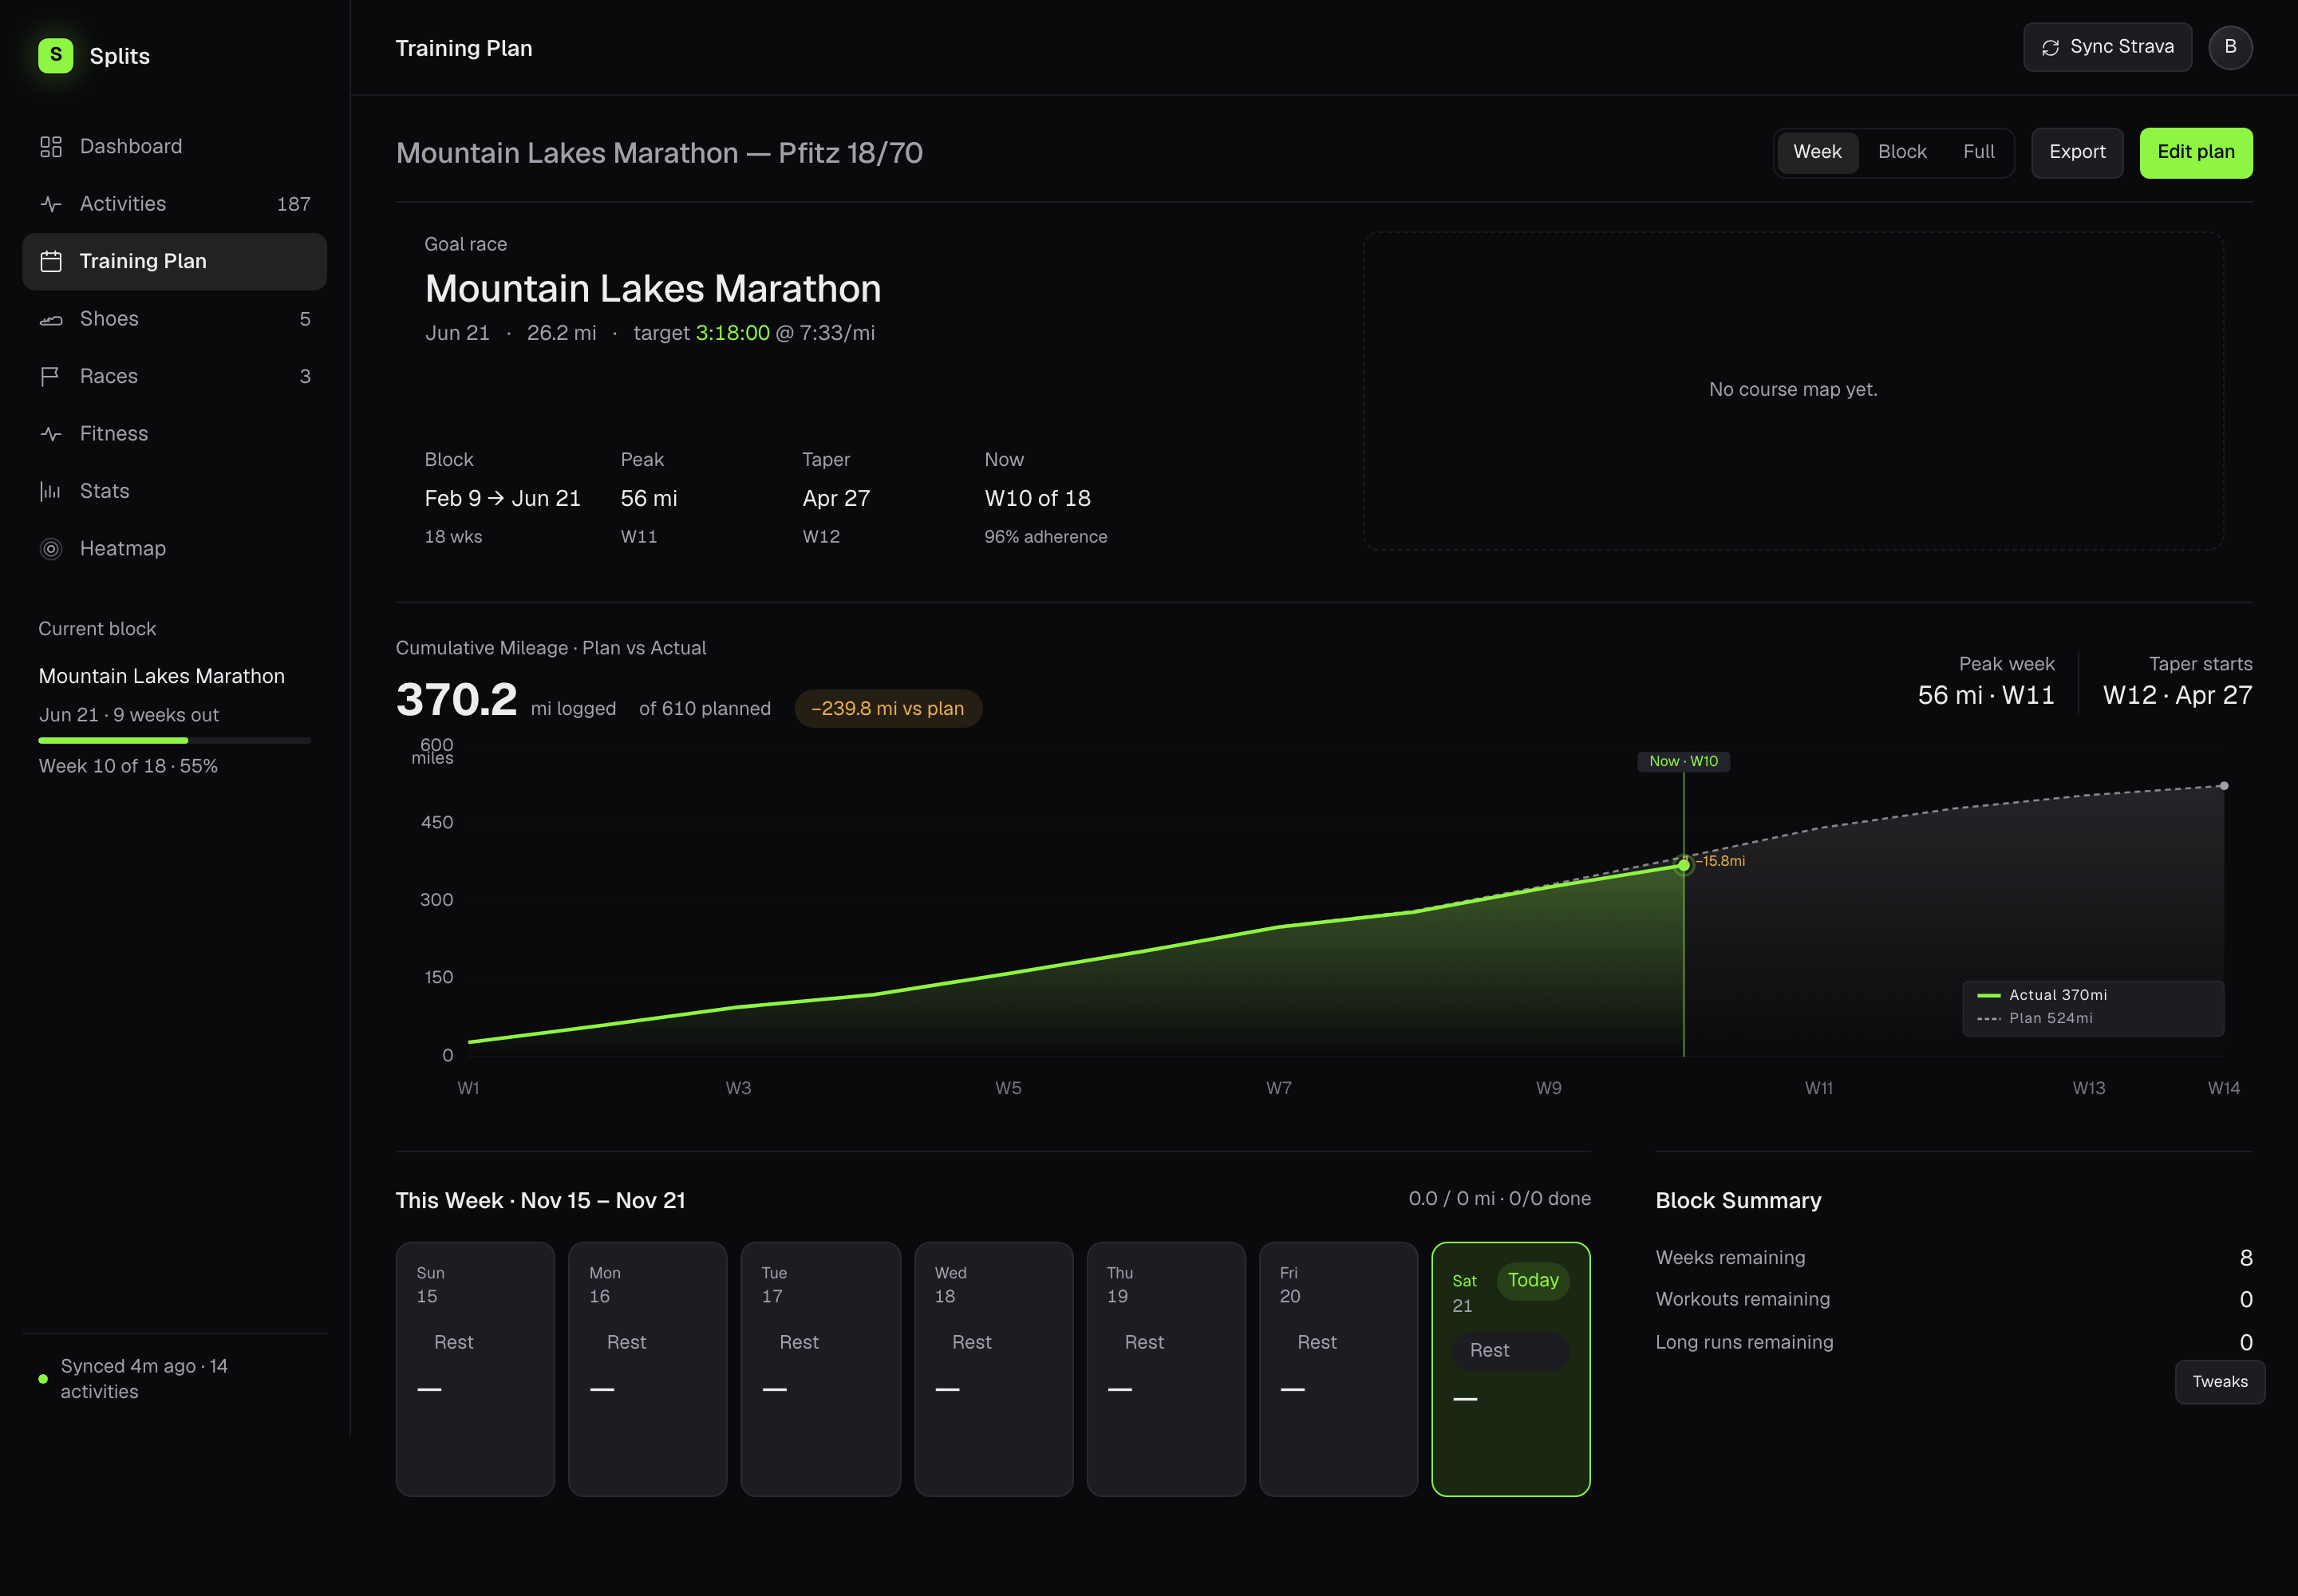 S Splits
Dashboard
Activities 187
Training Plan
Shoes 5
Races 3
Fitness
Stats
Heatmap
Current block
Mountain Lakes Marathon
Jun 21 · 9 weeks out
Week 10 of 18 · 55%
Synced 4m ago · 14
activities
Training Plan
Sync Strava B
Mountain Lakes Marathon — Pfitz 18/70
Week Block Full Export Edit plan
Goal race
Mountain Lakes Marathon
Jun 21 · 26.2 mi · target 3:18:00 @ 7:33/mi
No course map yet.
Block Peak Taper Now
Feb 9 → Jun 21 56 mi Apr 27 W10 of 18
18 wks W11 W12 96% adherence
Cumulative Mileage · Plan vs Actual
370.2 mi logged of 610 planned −239.8 mi vs plan
Peak week Taper starts
56 mi · W11 W12 · Apr 27
600
miles
450
300
150
0
Now · W10
−15.8mi
Actual 370mi
Plan 524mi
W1 W3 W5 W7 W9 W11 W13 W14
This Week · Nov 15 – Nov 21
0.0 / 0 mi · 0/0 done
Sun
15
Rest
—
Mon
16
Rest
—
Tue
17
Rest
—
Wed
18
Rest
—
Thu
19
Rest
—
Fri
20
Rest
—
Sat Today
21
Rest
—
Block Summary
Weeks remaining 8
Workouts remaining 0
Long runs remaining 0
Tweaks